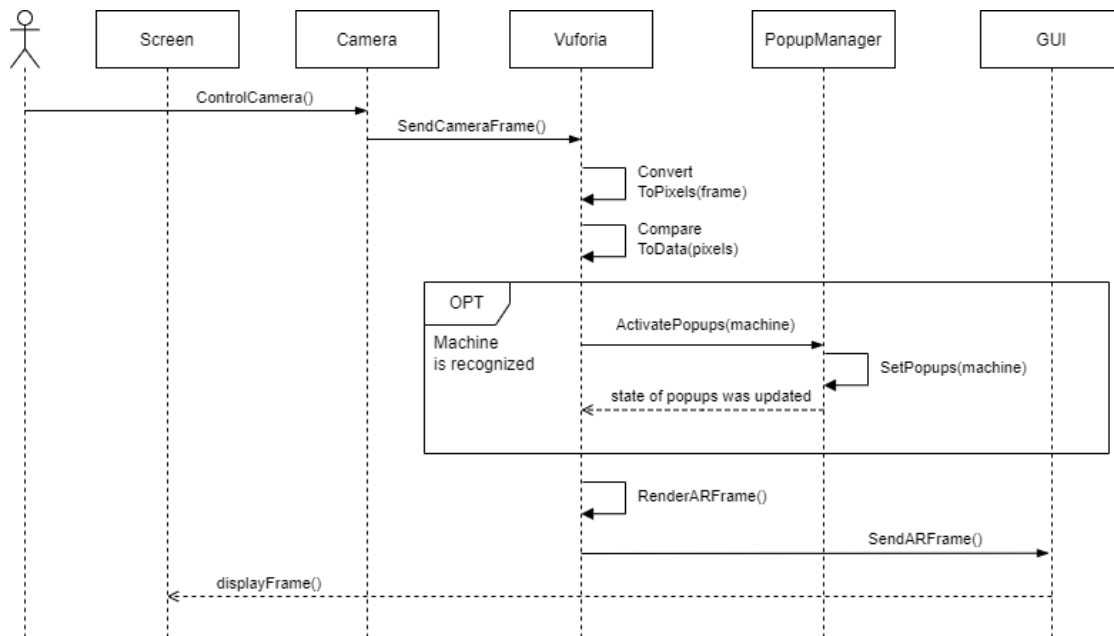 Screen
Camera
Vuforia
PopupManager
GUI
ControlCamera()
SendCameraFrame()
Convert
ToPixels(frame)
Compare
ToData(pixels)
OPT
Machine
is recognized
ActivatePopups(machine)
SetPopups(machine)
state of popups was updated
RenderARFrame()
SendARFrame()
displayFrame()